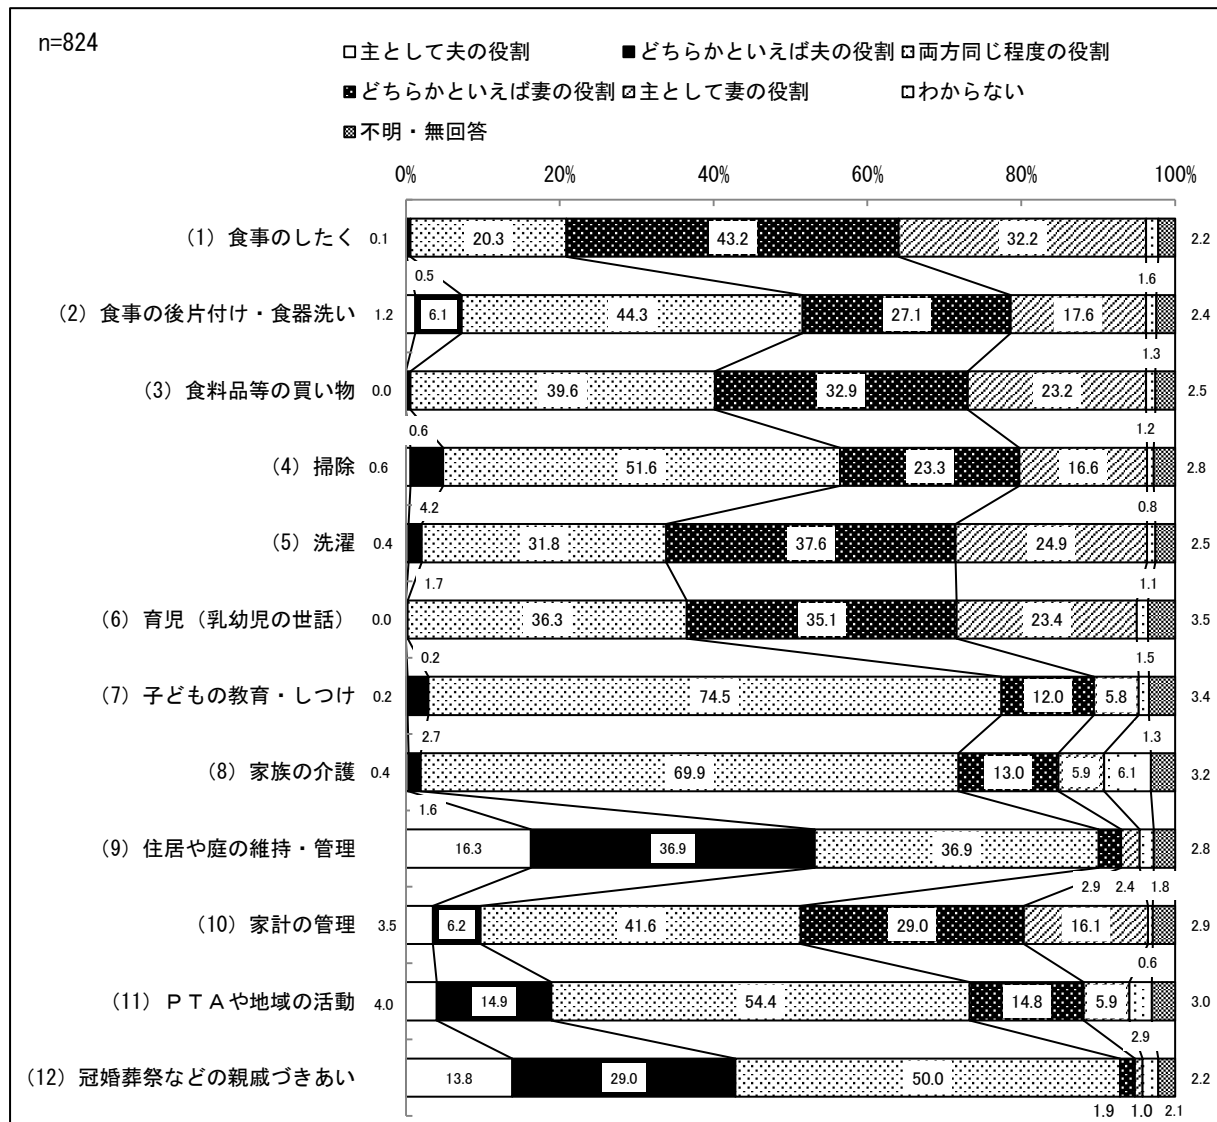 n=824
□主として夫の役割 ■どちらかといえば夫の役割 両方同じ程度の役割
どちらかといえば妻の役割 主として妻の役割 わからない
不明・無回答
0% 20% 40% 60% 80% 100%
(1) 食事のしたく 0.1 20.3 43.2 32.2 2.2
0.5 1.6
(2) 食事の後片付け・食器洗い 1.2 6.1 44.3 27.1 17.6 2.4
1.3
(3) 食料品等の買い物 0.0 39.6 32.9 23.2 2.5
0.6 1.2
(4) 掃除 0.6 51.6 23.3 16.6 2.8
4.2 0.8
(5) 洗濯 0.4 31.8 37.6 24.9 2.5
1.7 1.1
(6) 育児(乳幼児の世話) 0.0 36.3 35.1 23.4 3.5
0.2 1.5
(7) 子どもの教育・しつけ 0.2 74.5 12.0 5.8 3.4
2.7 1.3
(8) 家族の介護 0.4 69.9 13.0 5.9 6.1 3.2
1.6
(9) 住居や庭の維持・管理 16.3 36.9 36.9 2.8
2.9 2.4 1.8
(10) 家計の管理 3.5 6.2 41.6 29.0 16.1 2.9
0.6
(11) PTAや地域の活動 4.0 14.9 54.4 14.8 5.9 3.0
2.9
(12) 冠婚葬祭などの親戚づきあい 13.8 29.0 50.0 2.2
1.9 1.0 2.1